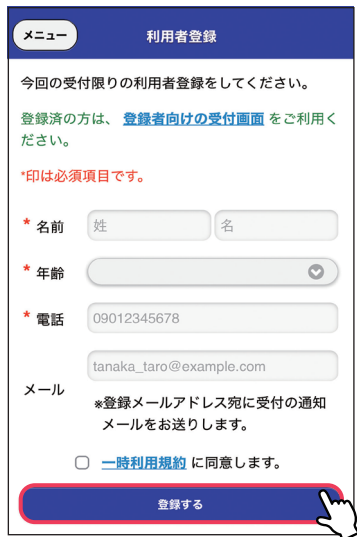 メニュー
利用者登録
今回の受付限りの利用者登録をしてください。
登録済の方は、 登録者向けの受付画面 をご利用く
ださい。
*印は必須項目です。
* 名前 姓 名
* 年齢
* 電話 09012345678
tanaka_taro@example.com
メール
※登録メールアドレス宛に受付の通知
メールをお送りします。
一時利用規約 に同意します。
登録する